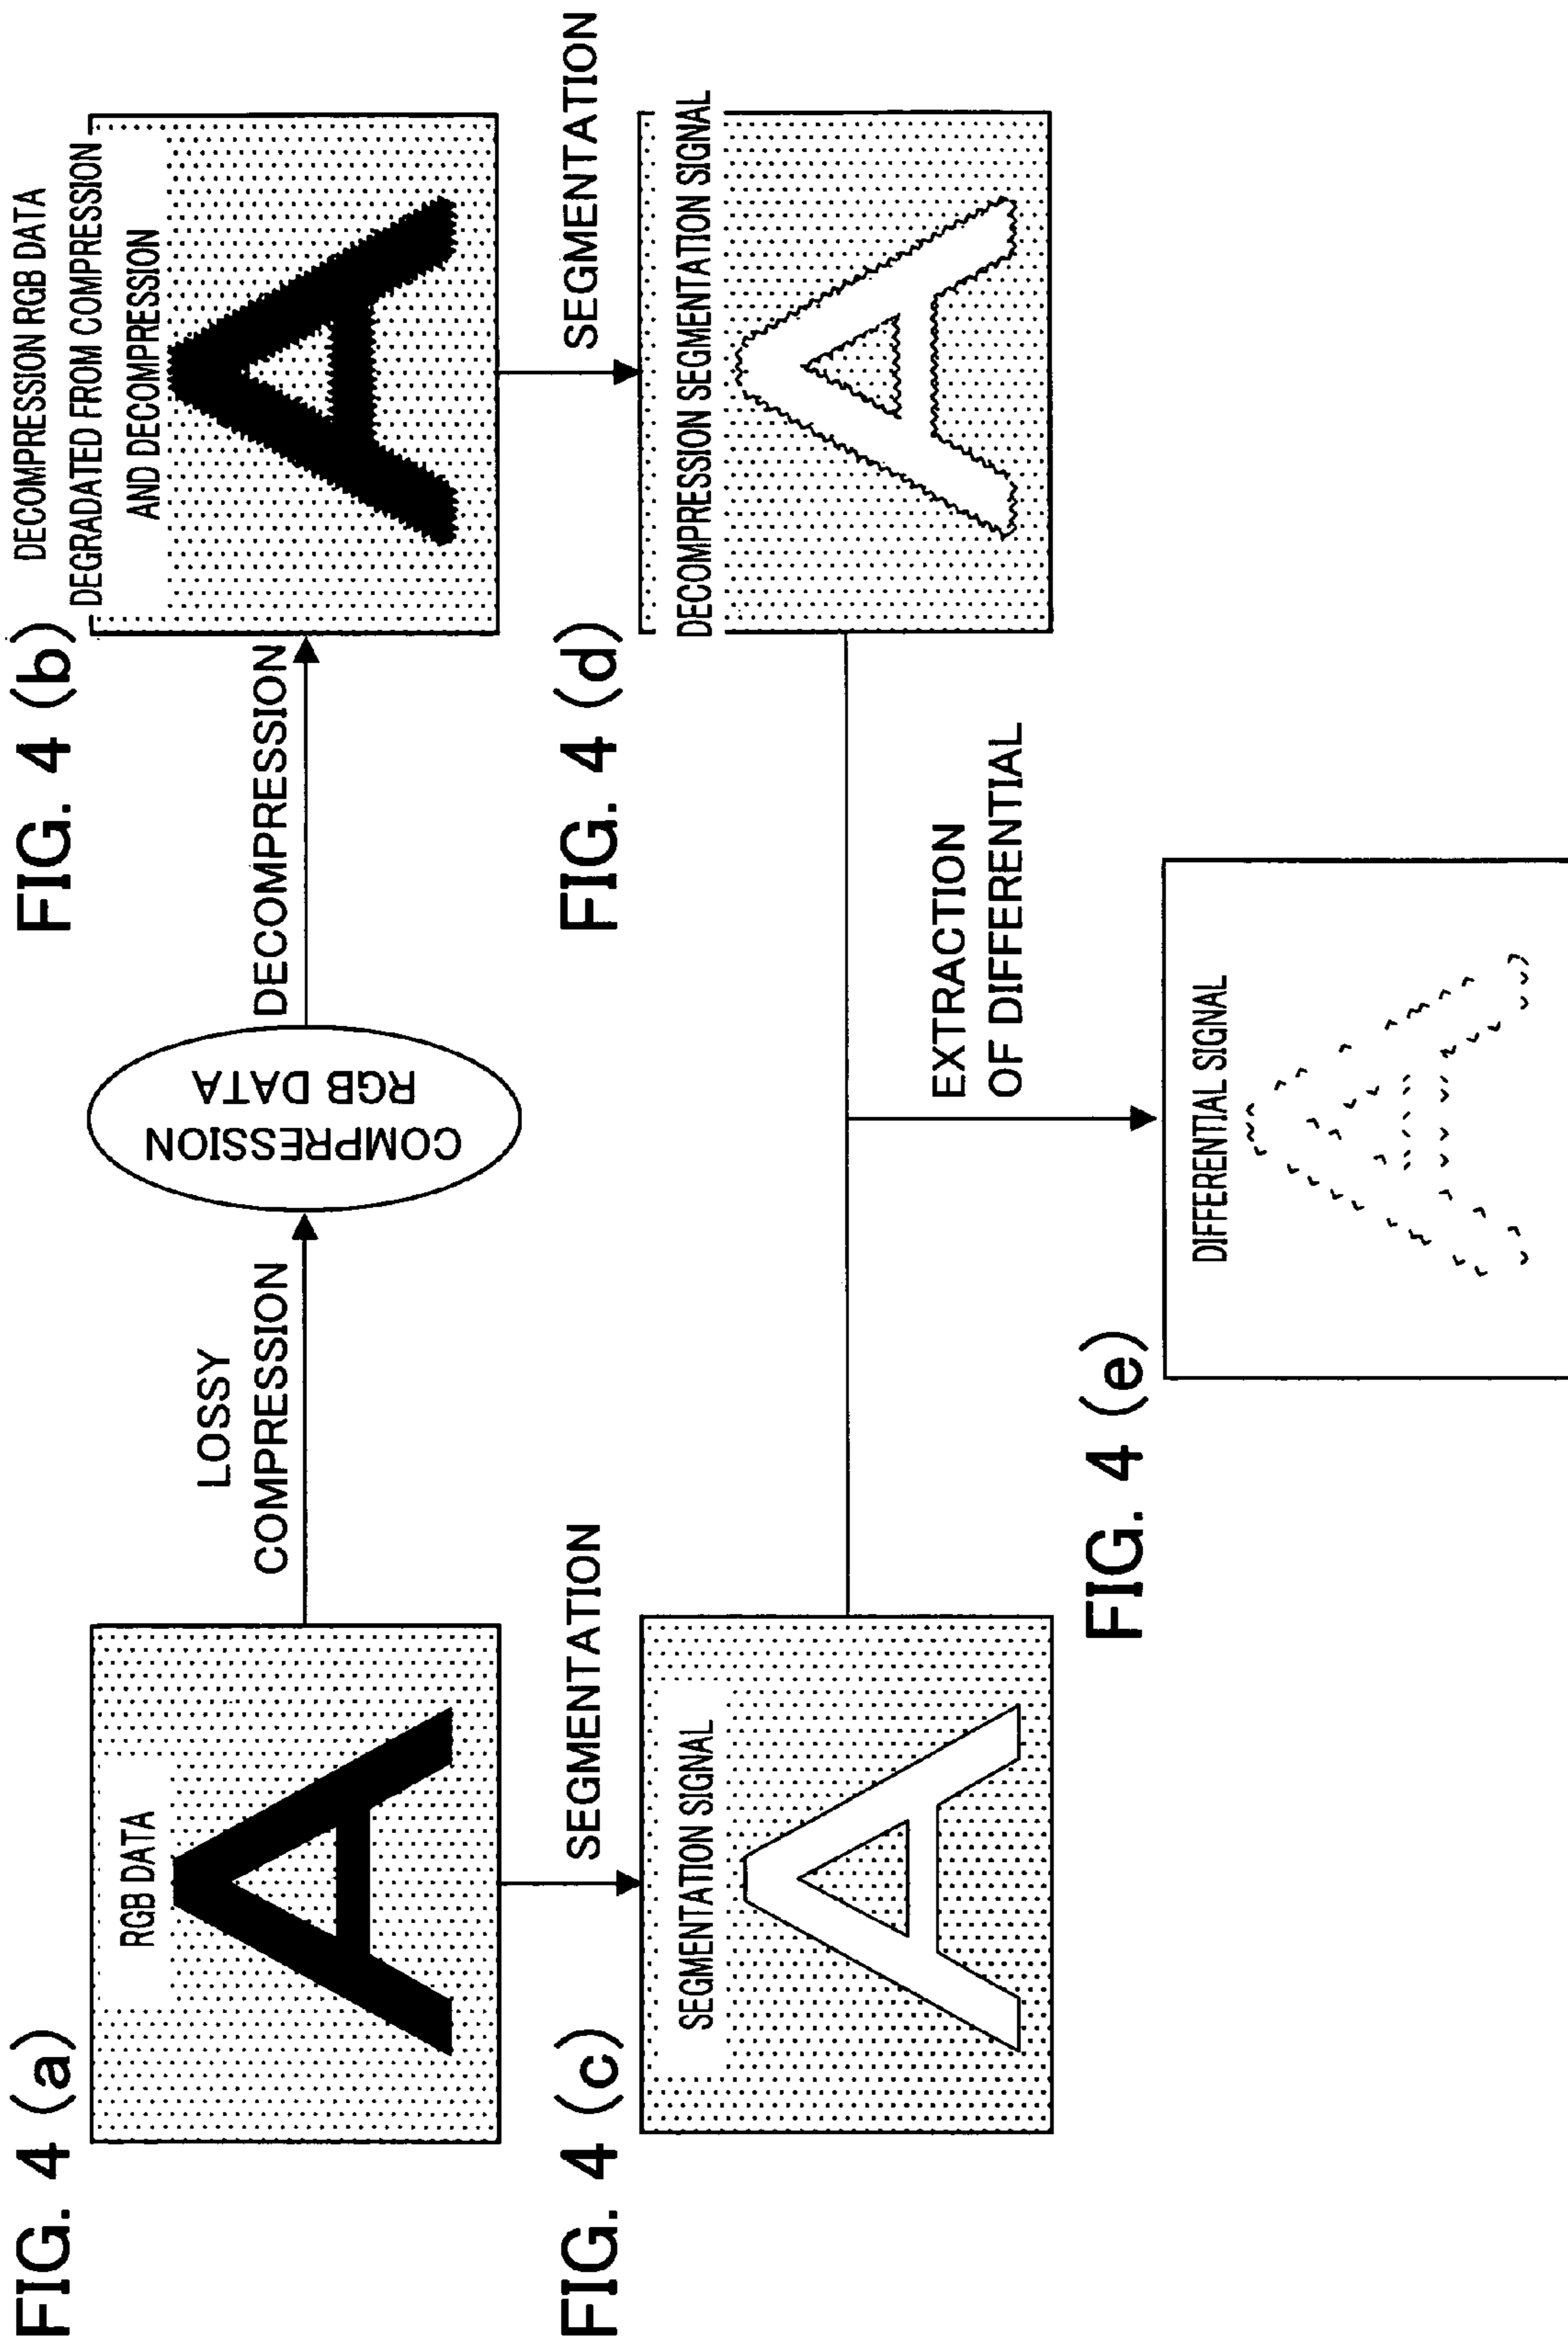 FIG. 4 (a)
RGB DATA
LOSSY
COMPRESSION
COMPRESSION
RGB DATA
DECOMPRESSION
FIG. 4 (b)
DECOMPRESSION RGB DATA
DEGRADATED FROM COMPRESSION
AND DECOMPRESSION
SEGMENTATION
SEGMENTATION
FIG. 4 (c)
SEGMENTATION SIGNAL
FIG. 4 (d)
DECOMPRESSION SEGMENTATION SIGNAL
EXTRACTION
OF DIFFERENTIAL
FIG. 4 (e)
DIFFERENTIAL SIGNAL
A
A
A
A
A